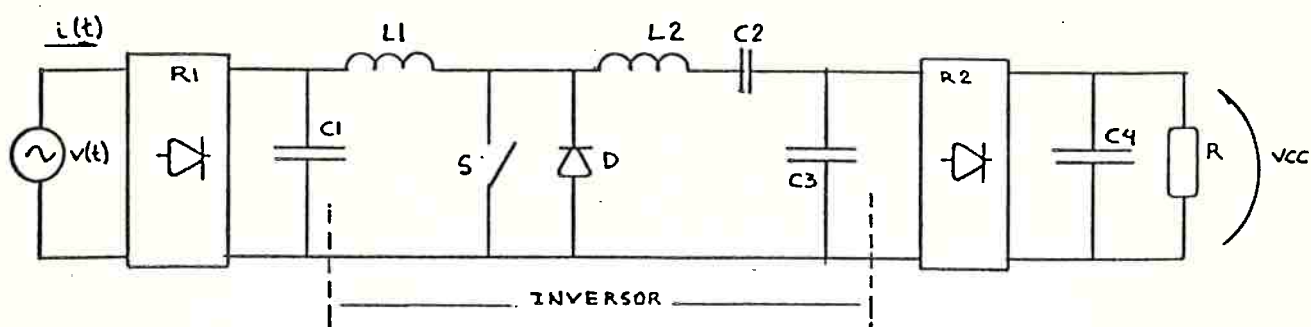 i(t)
L1
L2
C2
R1
R2
v(t)
C1
S
D
C3
C4
R
VCC
INVERSOR